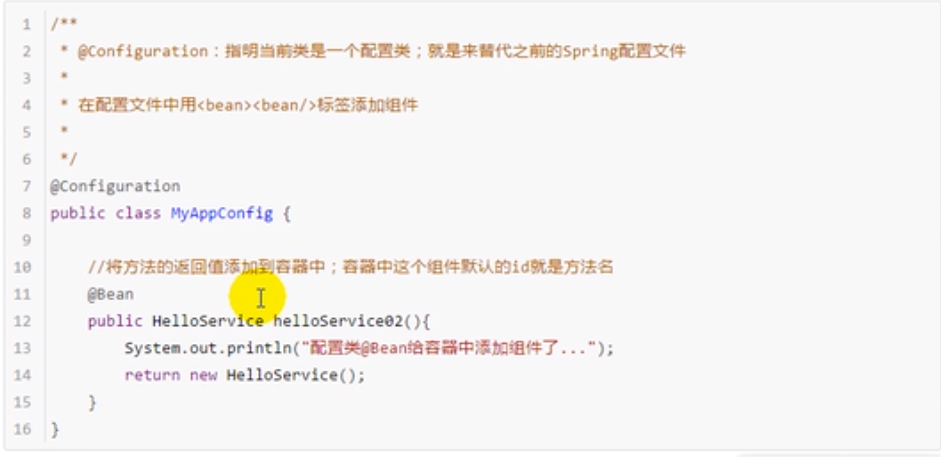 1 /**
2 * @Configuration：指明当前类是一个配置类；就是来替代之前的Spring配置文件
3 *
4 * 在配置文件中用<bean><bean/>标签添加组件
5 *
6 */
7 @Configuration
8 public class MyAppConfig {
9
10 //将方法的返回值添加到容器中；容器中这个组件默认的id就是方法名
11 @Bean
12 public HelloService helloService02(){
13 System.out.println("配置类@Bean给容器中添加组件了...");
14 return new HelloService();
15 }
16 }